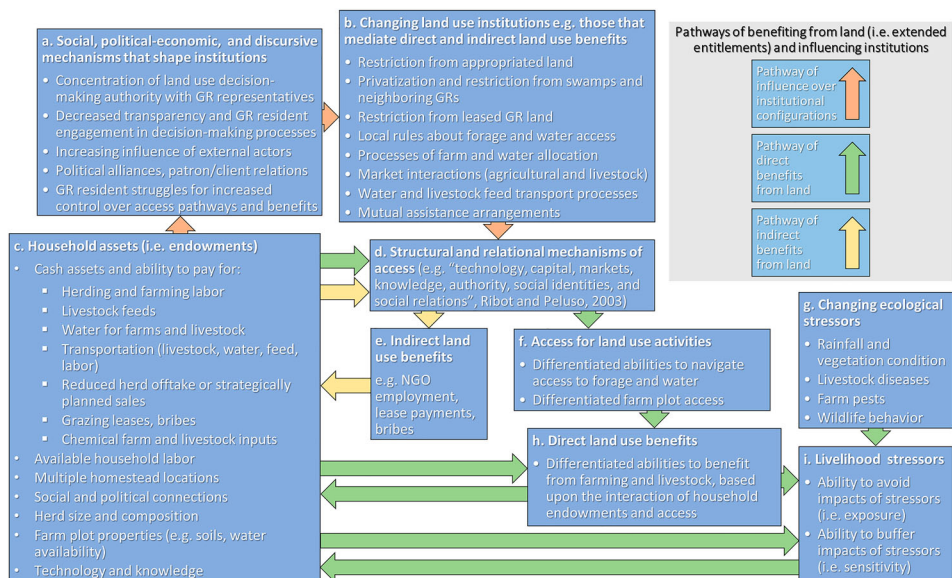 a. Social, political-economic, and discursive
mechanisms that shape institutions
• Concentration of land use decision-
making authority with GR representatives
• Decreased transparency and GR resident
engagement in decision-making processes
• Increasing influence of external actors
• Political alliances, patron/client relations
• GR resident struggles for increased
control over access pathways and benefits
b. Changing land use institutions e.g. those that
mediate direct and indirect land use benefits
• Restriction from appropriated land
• Privatization and restriction from swamps and
neighboring GRs
• Restriction from leased GR land
• Local rules about forage and water access
• Processes of farm and water allocation
• Market interactions (agricultural and livestock)
• Water and livestock feed transport processes
• Mutual assistance arrangements
Pathways of benefiting from land (i.e. extended
entitlements) and influencing institutions
Pathway of
influence over
institutional
configurations
Pathway of
direct
benefits
from land
Pathway of
indirect
benefits
from land
c. Household assets (i.e. endowments)
• Cash assets and ability to pay for:
▪ Herding and farming labor
▪ Livestock feeds
▪ Water for farms and livestock
▪ Transportation (livestock, water, feed,
labor)
▪ Reduced herd offtake or strategically
planned sales
▪ Grazing leases, bribes
▪ Chemical farm and livestock inputs
• Available household labor
• Multiple homestead locations
• Social and political connections
• Herd size and composition
• Farm plot properties (e.g. soils, water
availability)
• Technology and knowledge
d. Structural and relational mechanisms of
access (e.g. "technology, capital, markets,
knowledge, authority, social identities, and
social relations", Ribot and Peluso, 2003)
e. Indirect land
use benefits
e.g. NGO
employment,
lease payments,
bribes
f. Access for land use activities
• Differentiated abilities to navigate
access to forage and water
• Differentiated farm plot access
g. Changing ecological
stressors
• Rainfall and
vegetation condition
• Livestock diseases
• Farm pests
• Wildlife behavior
h. Direct land use benefits
• Differentiated abilities to benefit
from farming and livestock, based
upon the interaction of household
endowments and access
i. Livelihood stressors
• Ability to avoid
impacts of stressors
(i.e. exposure)
• Ability to buffer
impacts of stressors
(i.e. sensitivity)